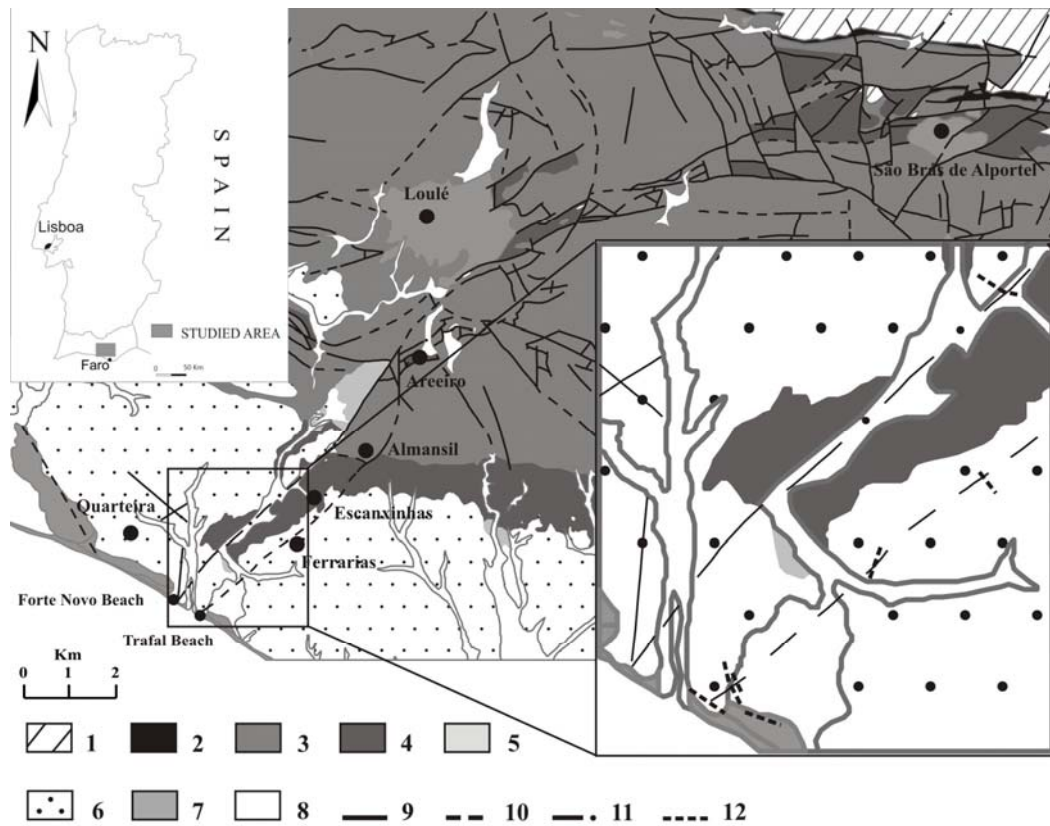 N
SPAIN
Lisboa
STUDIED AREA
Faro
0 50 Km
São Brás de Alportel
Loulé
Areeiro
Almansil
Quarteira
Escanxinhas
Ferrarias
Forte Novo Beach
Trafal Beach
Km
0 1 2
1 2 3 4 5
6 7 8 9 10 11 12